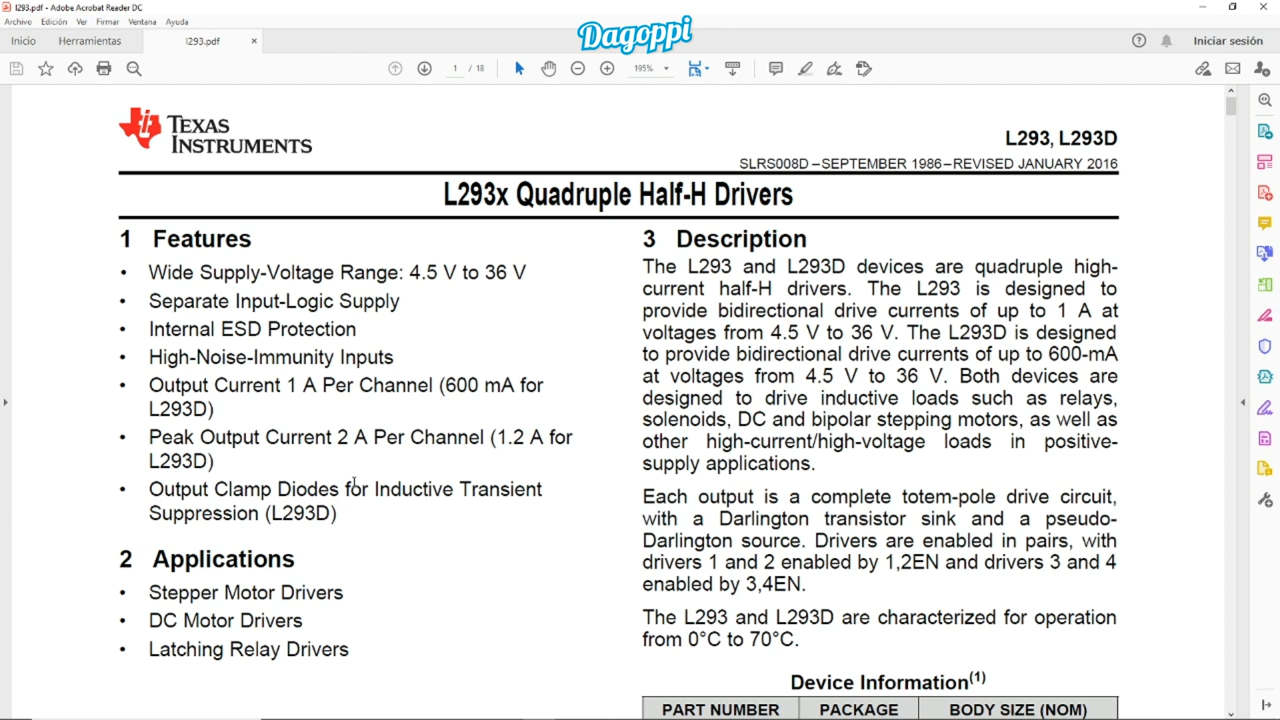 l293.pdf - Adobe Acrobat Reader DC
Archivo Edición Ver Firmar Ventana Ayuda
Inicio Herramientas l293.pdf × Iniciar sesión
Dagoppi
1 / 18 195%
TEXAS
INSTRUMENTS
L293, L293D
SLRS008D – SEPTEMBER 1986 – REVISED JANUARY 2016
L293x Quadruple Half-H Drivers
1 Features
• Wide Supply-Voltage Range: 4.5 V to 36 V
• Separate Input-Logic Supply
• Internal ESD Protection
• High-Noise-Immunity Inputs
• Output Current 1 A Per Channel (600 mA for
L293D)
• Peak Output Current 2 A Per Channel (1.2 A for
L293D)
• Output Clamp Diodes for Inductive Transient
Suppression (L293D)
2 Applications
• Stepper Motor Drivers
• DC Motor Drivers
• Latching Relay Drivers
3 Description
The L293 and L293D devices are quadruple high-
current half-H drivers. The L293 is designed to
provide bidirectional drive currents of up to 1 A at
voltages from 4.5 V to 36 V. The L293D is designed
to provide bidirectional drive currents of up to 600-mA
at voltages from 4.5 V to 36 V. Both devices are
designed to drive inductive loads such as relays,
solenoids, DC and bipolar stepping motors, as well as
other high-current/high-voltage loads in positive-
supply applications.
Each output is a complete totem-pole drive circuit,
with a Darlington transistor sink and a pseudo-
Darlington source. Drivers are enabled in pairs, with
drivers 1 and 2 enabled by 1,2EN and drivers 3 and 4
enabled by 3,4EN.
The L293 and L293D are characterized for operation
from 0°C to 70°C.
Device Information(1)
PART NUMBER PACKAGE BODY SIZE (NOM)